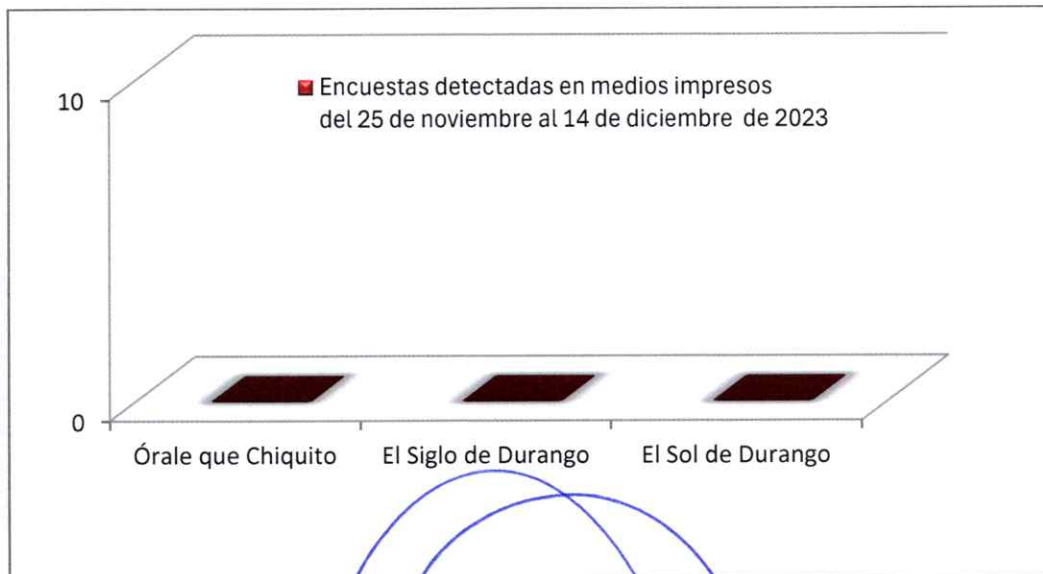 10
Encuestas detectadas en medios impresos
del 25 de noviembre al 14 de diciembre de 2023
0
Órale que Chiquito El Siglo de Durango El Sol de Durango